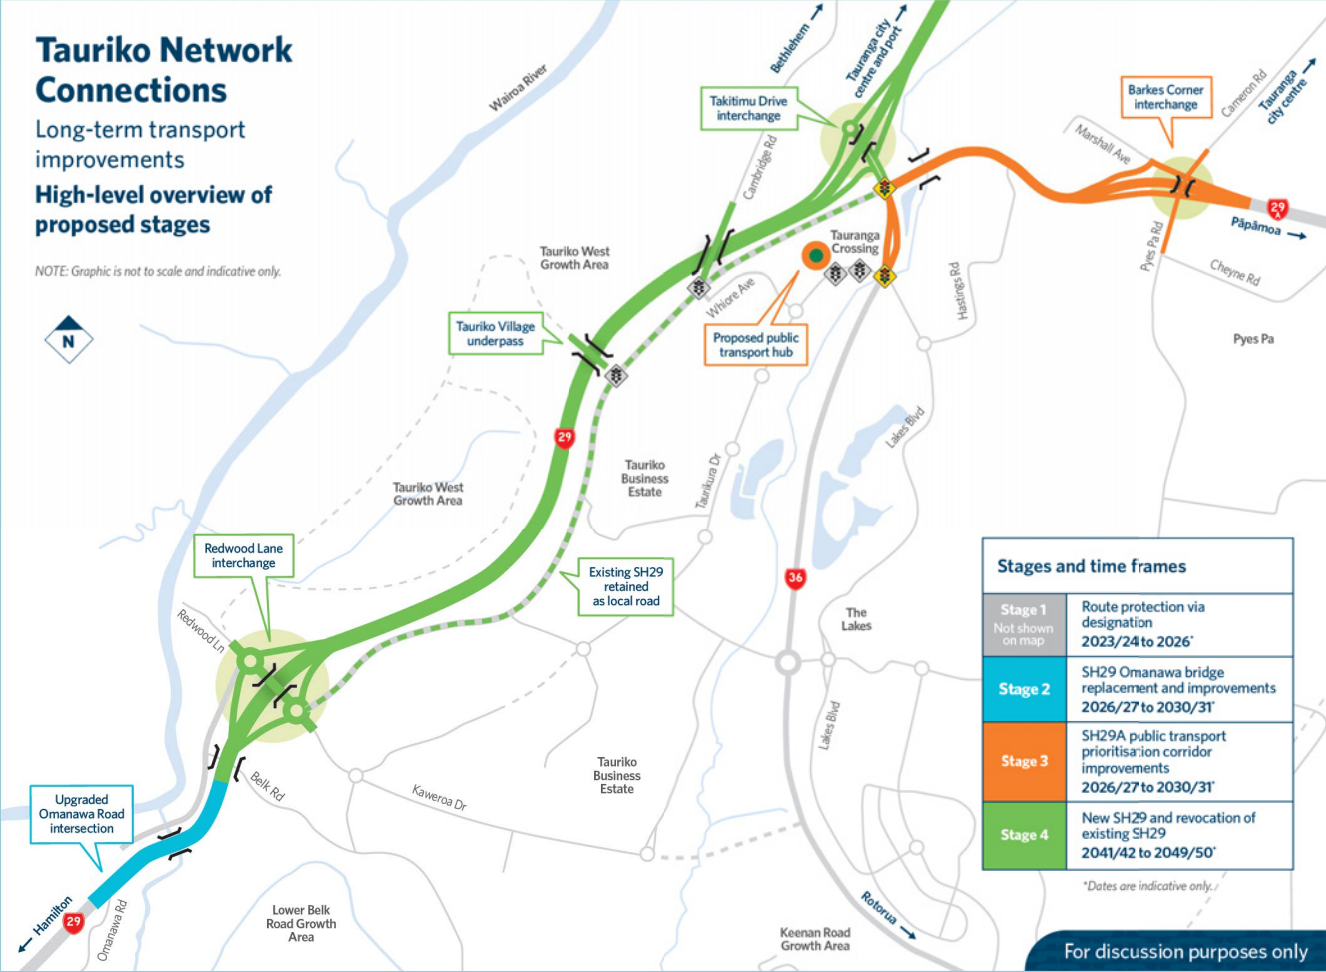 Tauriko Network
Connections
Long-term transport
improvements
High-level overview of
proposed stages
NOTE: Graphic is not to scale and indicative only.
N
Wairoa River
Bethlehem
Tauranga city
centre and port
Takitimu Drive
interchange
Cambridge Rd
Barkes Corner
interchange
Cameron Rd
Tauranga
city centre
Marshall Ave
29
A
Pāpāmoa
Pyes Pa Rd
Cheyne Rd
Pyes Pa
Tauriko West
Growth Area
Tauranga
Crossing
Hastings Rd
Whiore Ave
Proposed public
transport hub
Tauriko Village
underpass
29
Lakes Blvd
Tauriko
Business
Estate
Taurikura Dr
Tauriko West
Growth Area
Redwood Lane
interchange
Existing SH29
retained
as local road
36
The
Lakes
Redwood Ln
Lakes Blvd
Belk Rd
Kaweroa Dr
Tauriko
Business
Estate
Upgraded
Omanawa Road
intersection
Hamilton
29
Omanawa Rd
Lower Belk
Road Growth
Area
Keenan Road
Growth Area
Rotorua
Stages and time frames
Stage 1
Not shown
on map
Route protection via
designation
2023/24 to 2026*
Stage 2
SH29 Omanawa bridge
replacement and improvements
2026/27 to 2030/31*
Stage 3
SH29A public transport
prioritisation corridor
improvements
2026/27 to 2030/31*
Stage 4
New SH29 and revocation of
existing SH29
2041/42 to 2049/50*
*Dates are indicative only.
For discussion purposes only